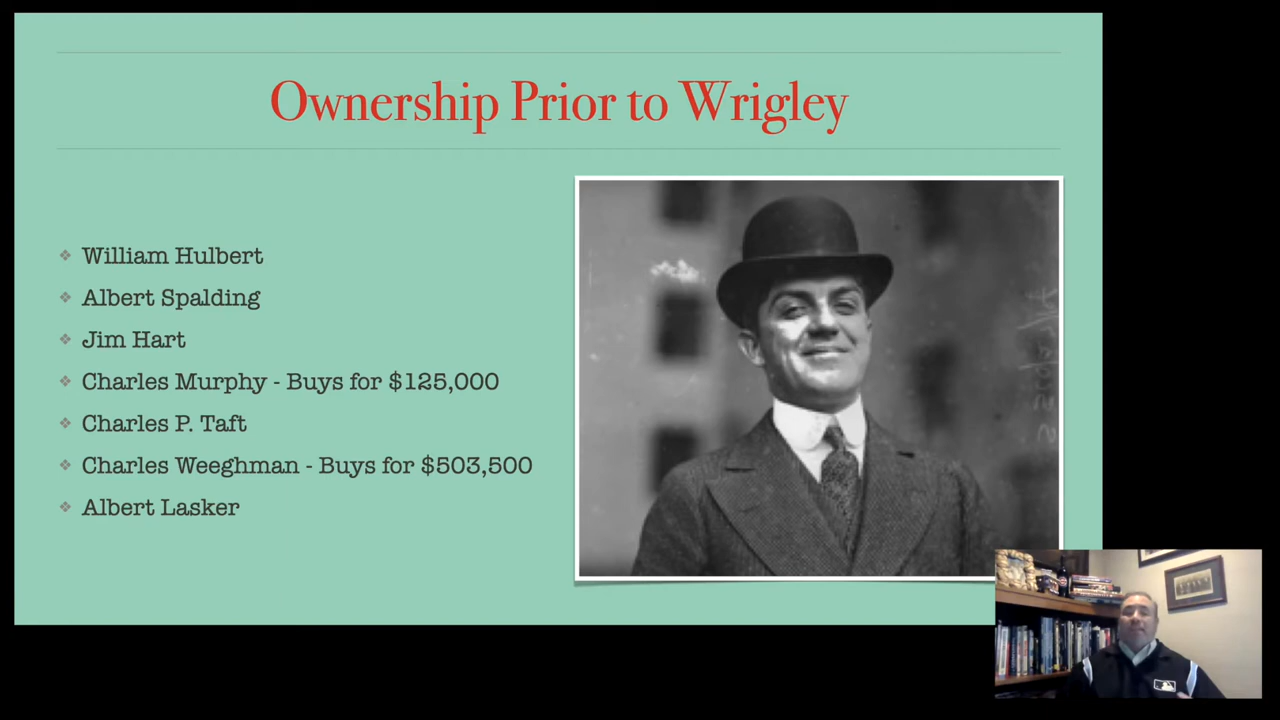 Ownership Prior to Wrigley
William Hulbert
Albert Spalding
Jim Hart
Charles Murphy - Buys for $125,000
Charles P. Taft
Charles Weeghman - Buys for $503,500
Albert Lasker